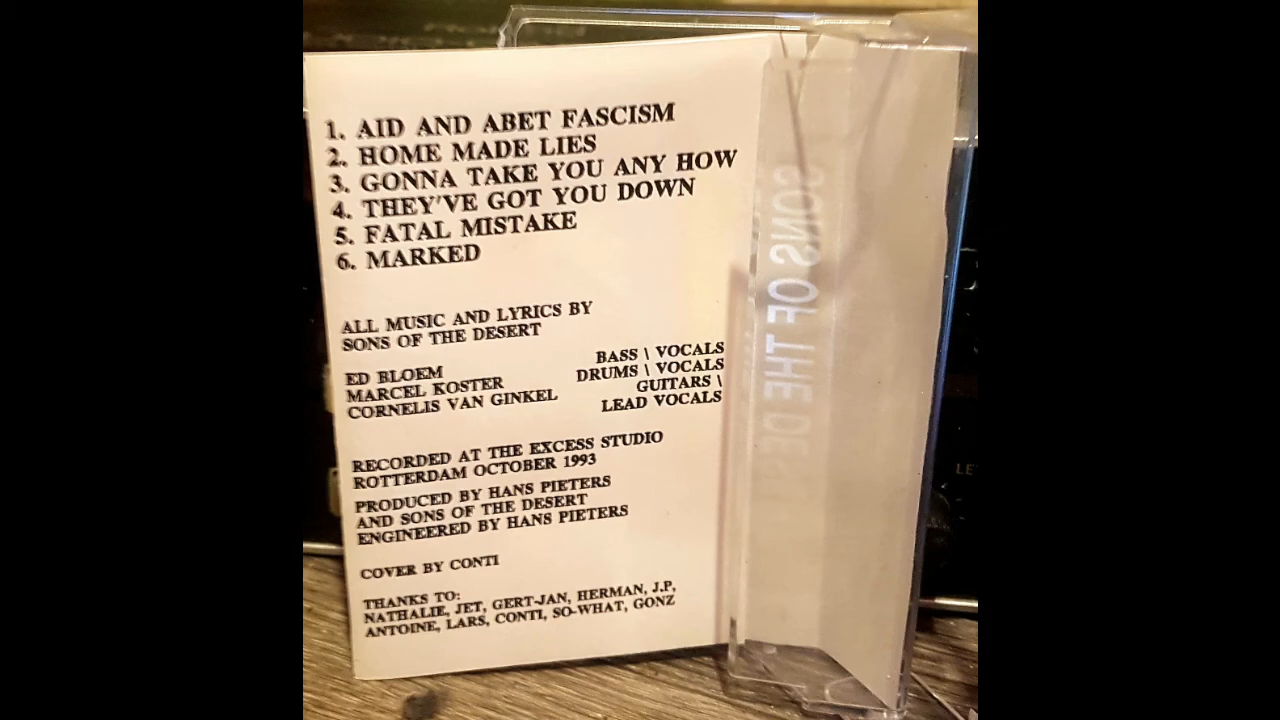 1. AID AND ABET FASCISM
2. HOME MADE LIES
3. GONNA TAKE YOU ANY HOW
4. THEY'VE GOT YOU DOWN
5. FATAL MISTAKE
6. MARKED
ALL MUSIC AND LYRICS BY
SONS OF THE DESERT
ED BLOEM BASS \ VOCALS
MARCEL KOSTER DRUMS \ VOCALS
CORNELIS VAN GINKEL GUITARS \
LEAD VOCALS
RECORDED AT THE EXCESS STUDIO
ROTTERDAM OCTOBER 1993
PRODUCED BY HANS PIETERS
AND SONS OF THE DESERT
ENGINEERED BY HANS PIETERS
COVER BY CONTI
THANKS TO:
NATHALIE, JET, GERT-JAN, HERMAN, J.P,
ANTOINE, LARS, CONTI, SO-WHAT, GONZ
SONS OF THE DE